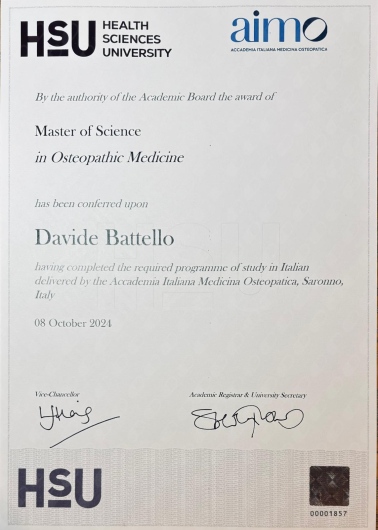 HSU HEALTH SCIENCES UNIVERSITY
aimo
ACCADEMIA ITALIANA MEDICINA OSTEOPATICA
By the authority of the Academic Board the award of
Master of Science
in Osteopathic Medicine
has been conferred upon
Davide Battello
having completed the required programme of study in Italian
delivered by the Accademia Italiana Medicina Osteopatica, Saronno,
Italy
08 October 2024
Vice-Chancellor
Academic Registrar & University Secretary
HSU
00001857